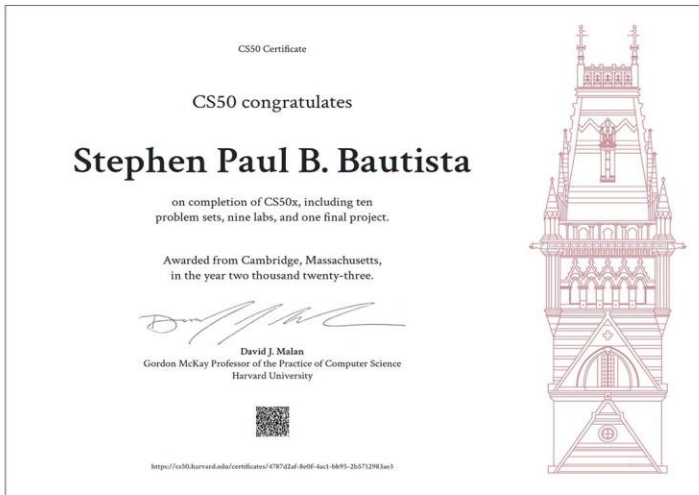 CS50 Certificate
CS50 congratulates
Stephen Paul B. Bautista
on completion of CS50x, including ten
problem sets, nine labs, and one final project.
Awarded from Cambridge, Massachusetts,
in the year two thousand twenty-three.
David J. Malan
Gordon McKay Professor of the Practice of Computer Science
Harvard University
https://cs50.harvard.edu/certificates/4787d2af-8e0f-4ac1-bb95-2b5712983ae3